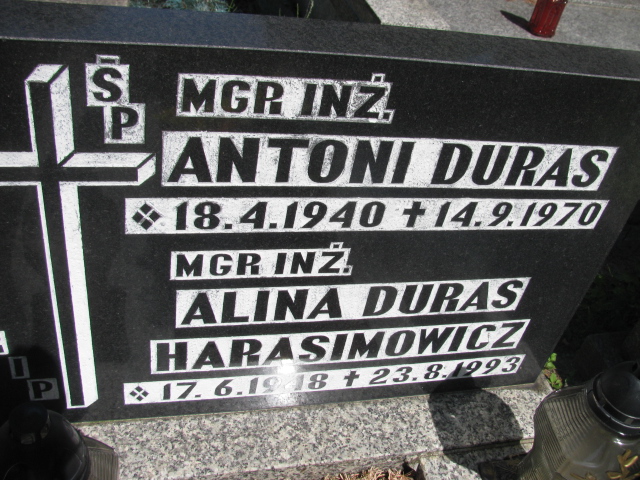 Ś P
MGR INŻ.
ANTONI DURAS
18.4.1940 ✝ 14.9.1970
MGR INŻ.
ALINA DURAS
HARASIMOWICZ
17. 6.1918 ✝ 23.8.1993
I
P